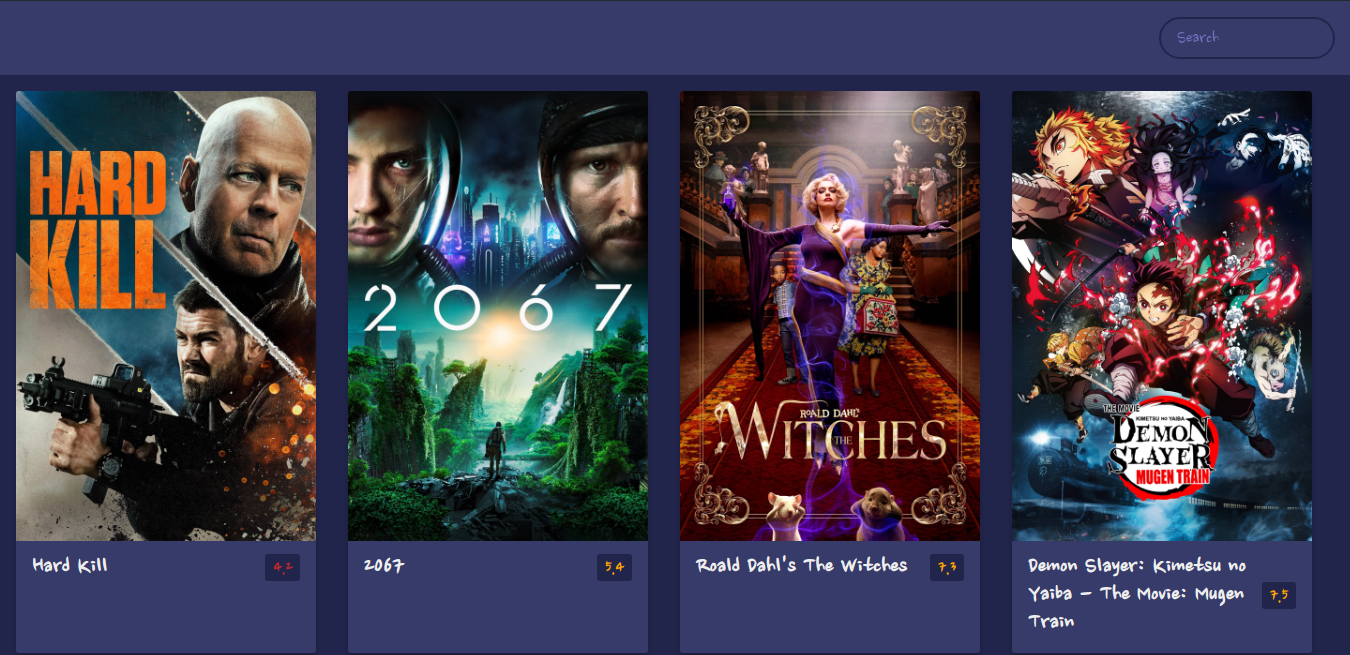 Search
HARD
KILL
2067
ROALD DAHL'S
THE
WITCHES
THE MOVIE
KIMETSU NO YAIBA
DEMON
SLAYER
MUGEN TRAIN
Hard Kill
4.2
2067
5.4
Roald Dahl's The Witches
7.3
Demon Slayer: Kimetsu no
Yaiba - The Movie: Mugen
Train
7.5